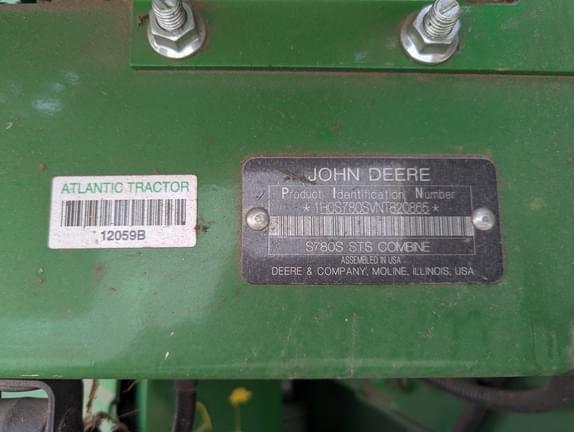 ATLANTIC TRACTOR
12059B
JOHN DEERE
Product Identification Number
*1H0S780SVNT820865*
S780S STS COMBINE
ASSEMBLED IN USA
DEERE & COMPANY, MOLINE, ILLINOIS, USA